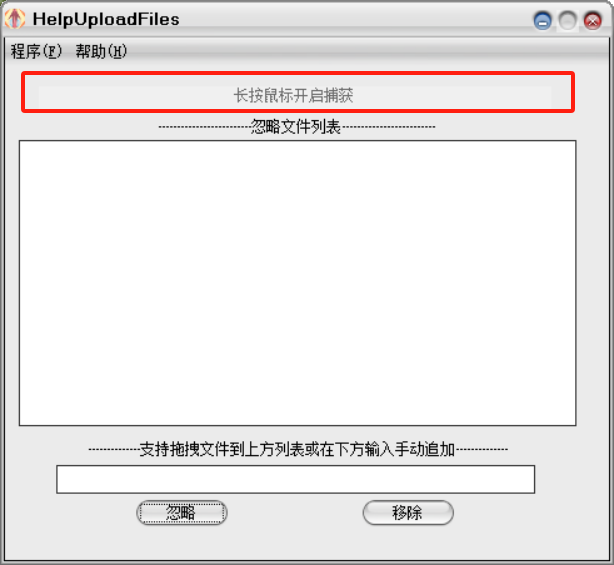 HelpUploadFiles
程序(F) 帮助(H)
长按鼠标开启捕获
------------------------忽略文件列表------------------------
-------------支持拖拽文件到上方列表或在下方输入手动追加-------------
忽略 移除